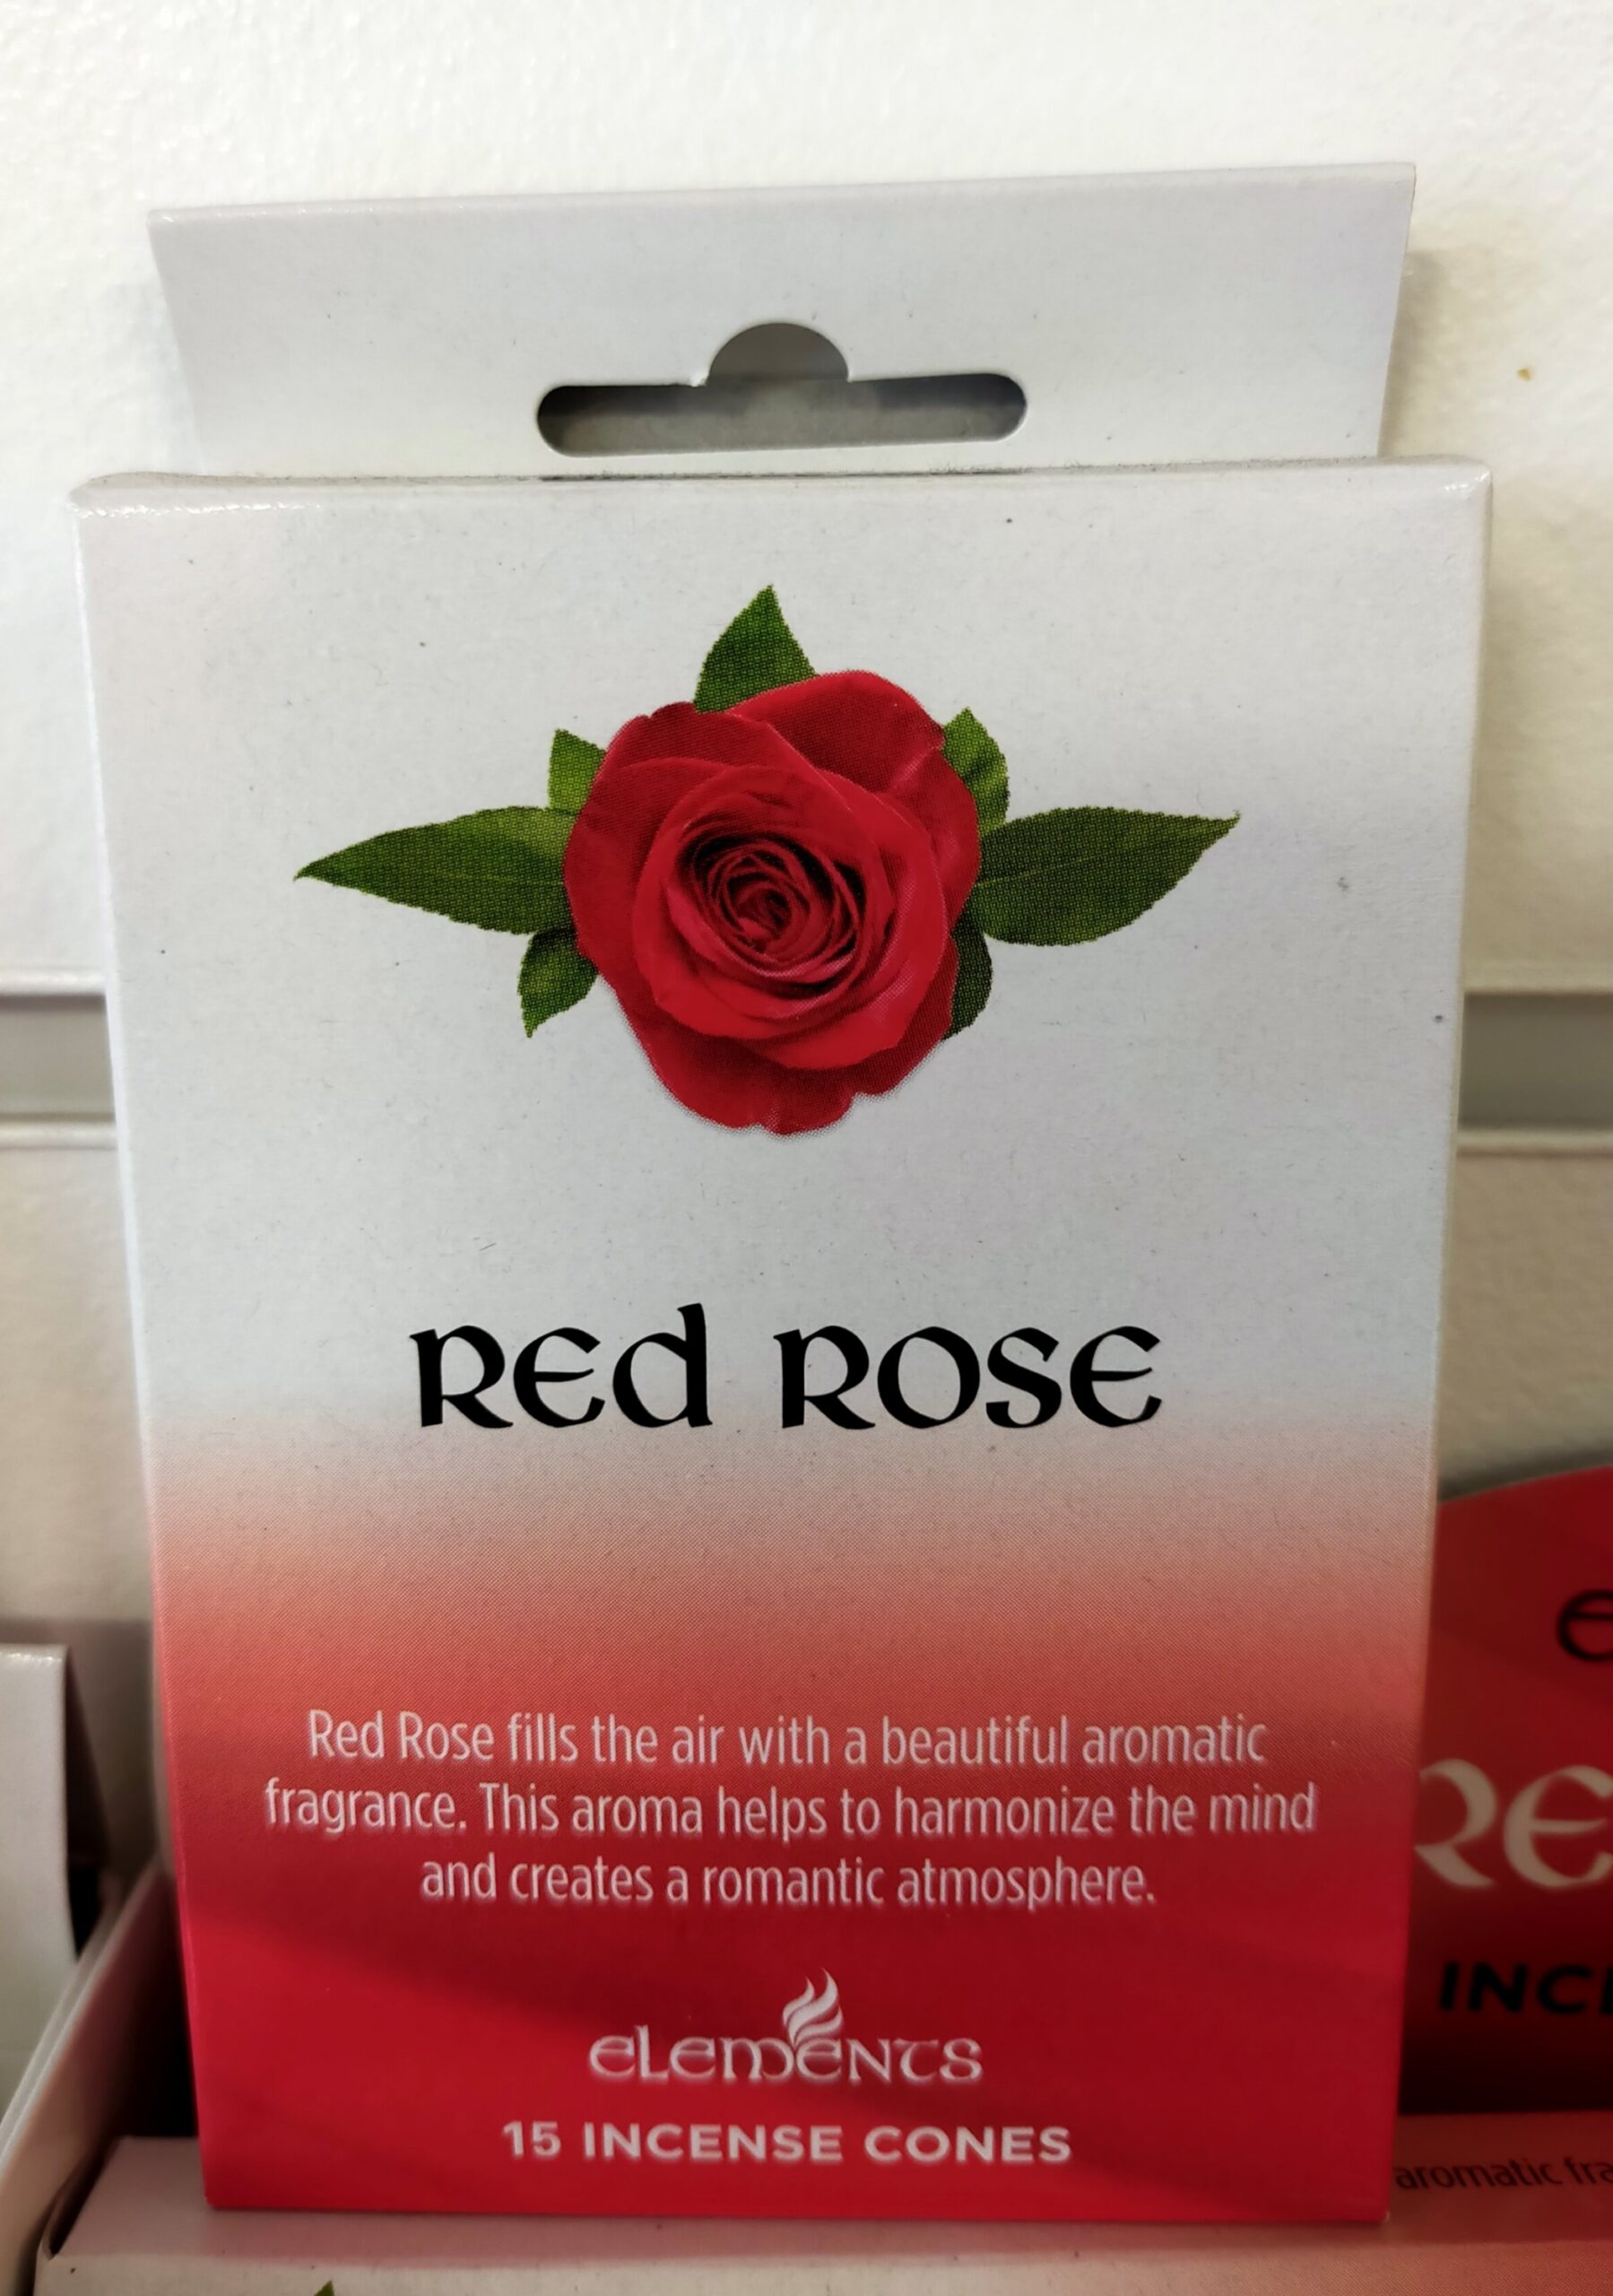 Red Rose
Red Rose fills the air with a beautiful aromatic
fragrance. This aroma helps to harmonize the mind
and creates a romantic atmosphere.
elements
15 INCENSE CONES
aromatic